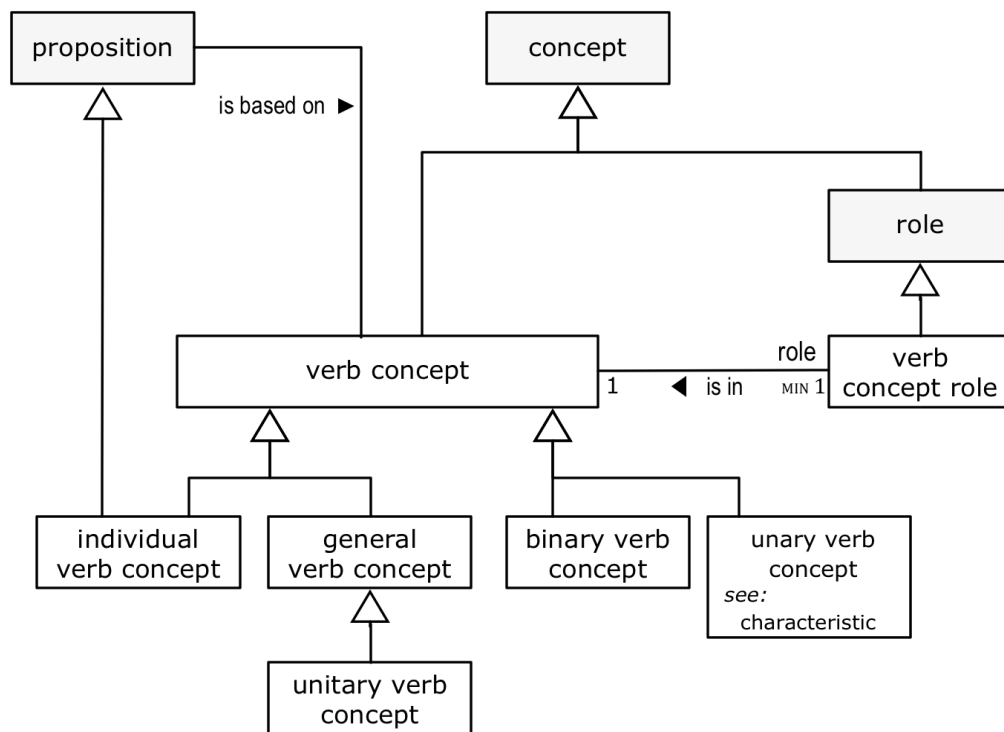 proposition
concept
is based on ►
role
verb concept
role
verb
concept role
1
◄ is in
MIN 1
individual
verb concept
general
verb concept
binary verb
concept
unary verb
concept
see:
characteristic
unitary verb
concept